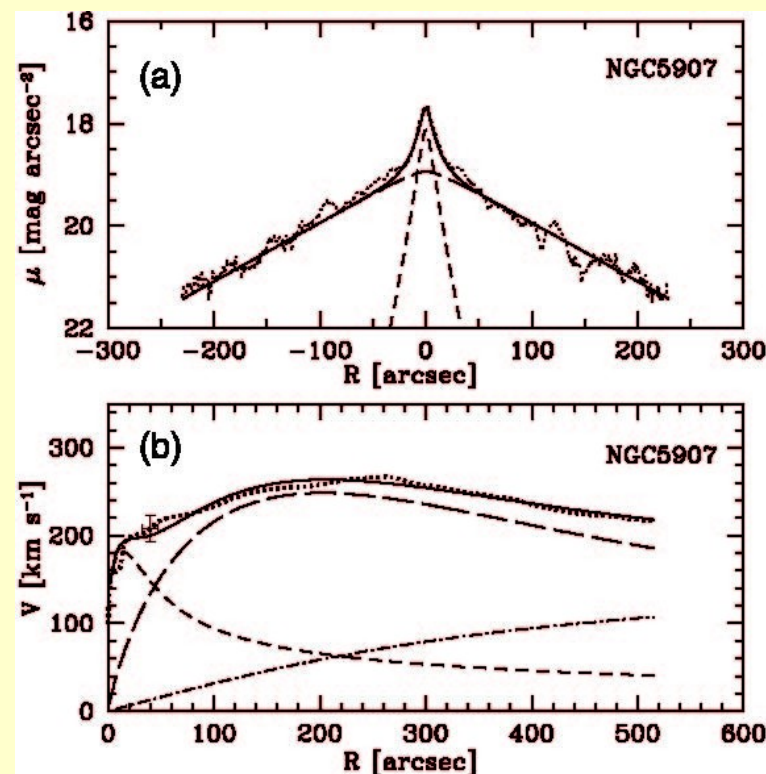 16
(a)
NGC5907
18
20
22
μ [mag arcsec⁻²]
−300 −200 −100 0 100 200 300
R [arcsec]
(b)
NGC5907
300
200
100
0
V [km s⁻¹]
0 100 200 300 400 500 600
R [arcsec]